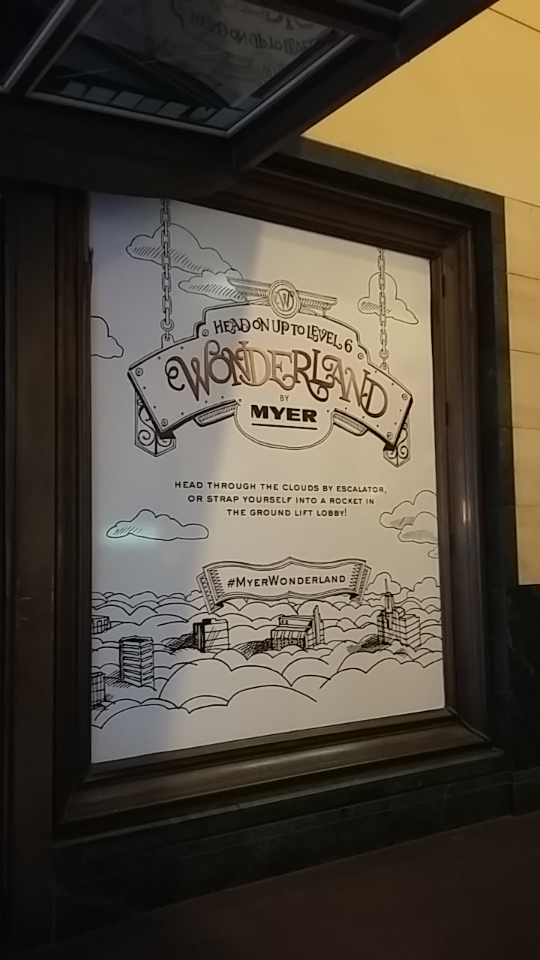 W
HEAD ON UP TO LEVEL 6
WONDERLAND
BY
MYER
HEAD THROUGH THE CLOUDS BY ESCALATOR,
OR STRAP YOURSELF INTO A ROCKET IN
THE GROUND LIFT LOBBY!
#MYERWONDERLAND